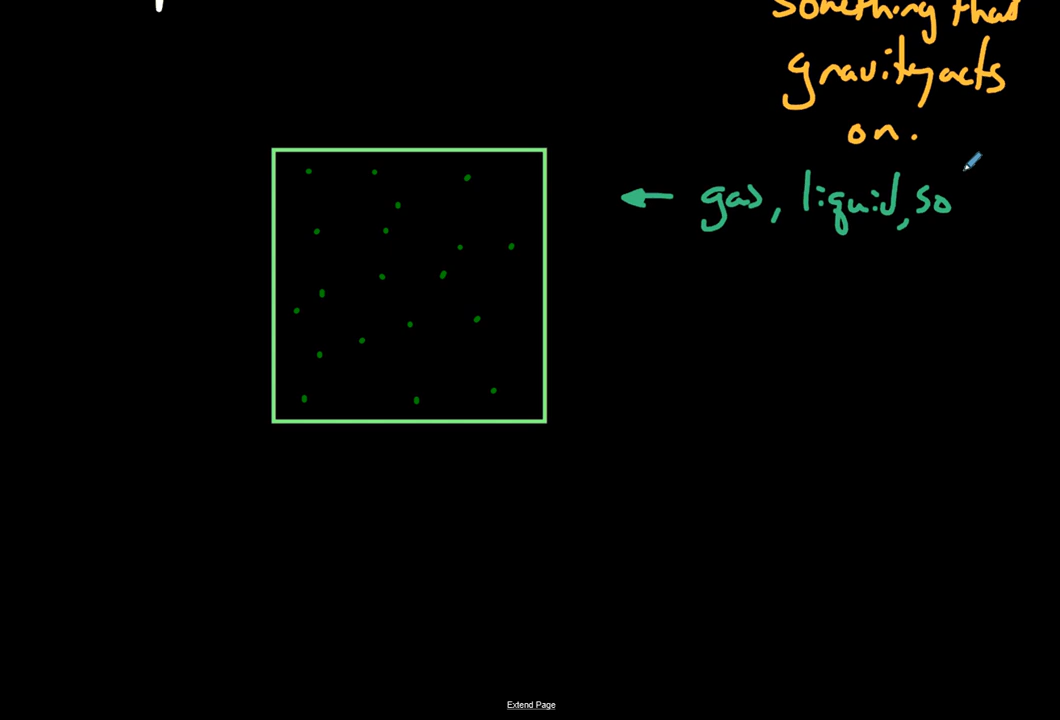 something that
gravity acts
on.
gas, liquid, so
Extend Page